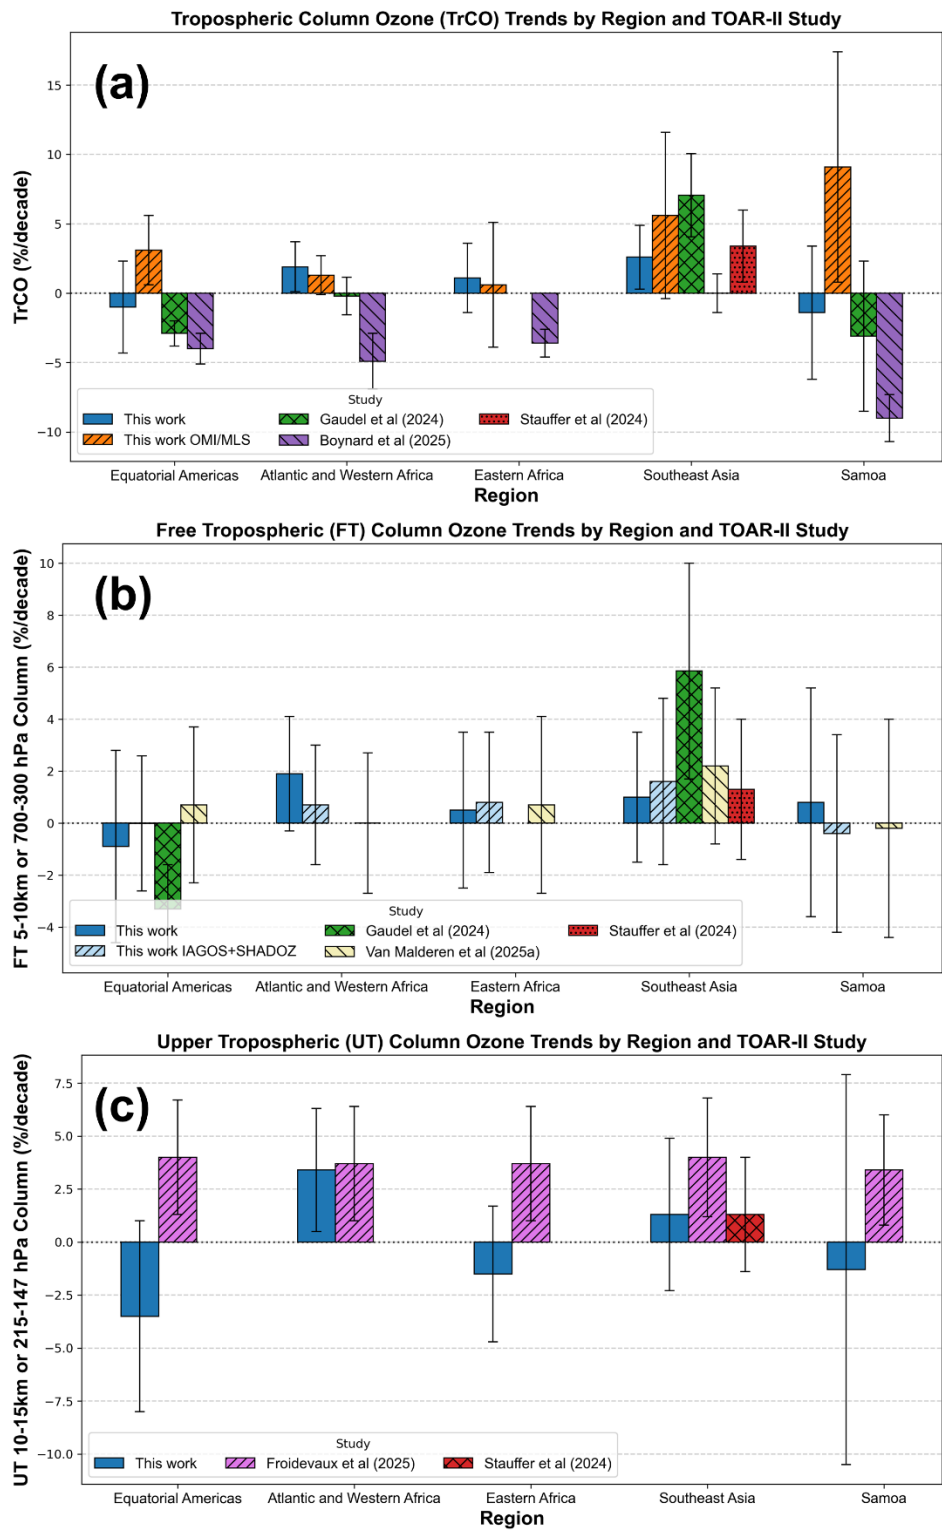 Tropospheric Column Ozone (TrCO) Trends by Region and TOAR-II Study
(a)
TrCO (%/decade)
15
10
5
0
−5
−10
Study
This work
This work OMI/MLS
Gaudel et al (2024)
Boynard et al (2025)
Stauffer et al (2024)
Equatorial Americas
Atlantic and Western Africa
Eastern Africa
Southeast Asia
Samoa
Region
Free Tropospheric (FT) Column Ozone Trends by Region and TOAR-II Study
(b)
FT 5-10km or 700-300 hPa Column (%/decade)
10
8
6
4
2
0
−2
−4
Study
This work
This work IAGOS+SHADOZ
Gaudel et al (2024)
Van Malderen et al (2025a)
Stauffer et al (2024)
Equatorial Americas
Atlantic and Western Africa
Eastern Africa
Southeast Asia
Samoa
Region
Upper Tropospheric (UT) Column Ozone Trends by Region and TOAR-II Study
(c)
UT 10-15km or 215-147 hPa Column (%/decade)
7.5
5.0
2.5
0.0
−2.5
−5.0
−7.5
−10.0
Study
This work
Froidevaux et al (2025)
Stauffer et al (2024)
Equatorial Americas
Atlantic and Western Africa
Eastern Africa
Southeast Asia
Samoa
Region